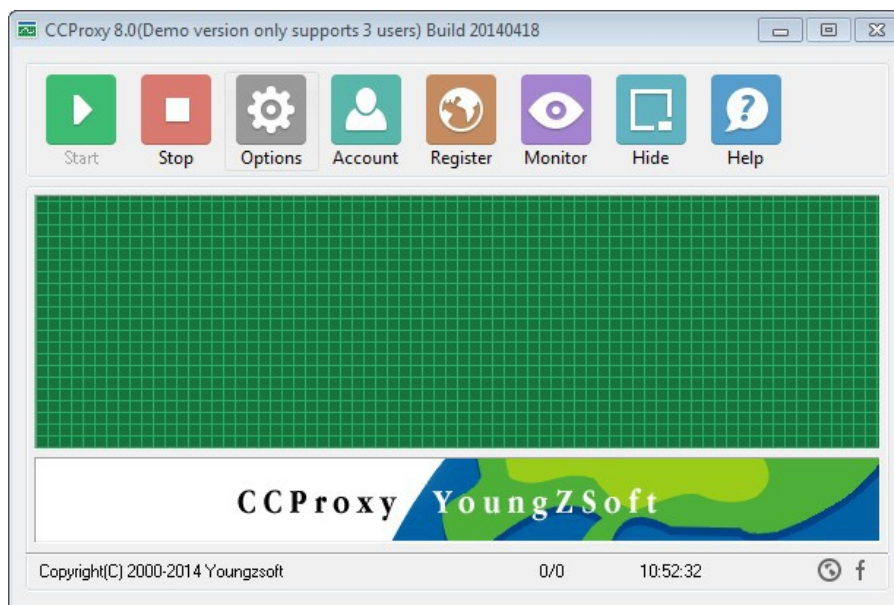 CCProxy 8.0(Demo version only supports 3 users) Build 20140418
Start Stop Options Account Register Monitor Hide Help
CCProxy YoungZSoft
Copyright(C) 2000-2014 Youngzsoft 0/0 10:52:32